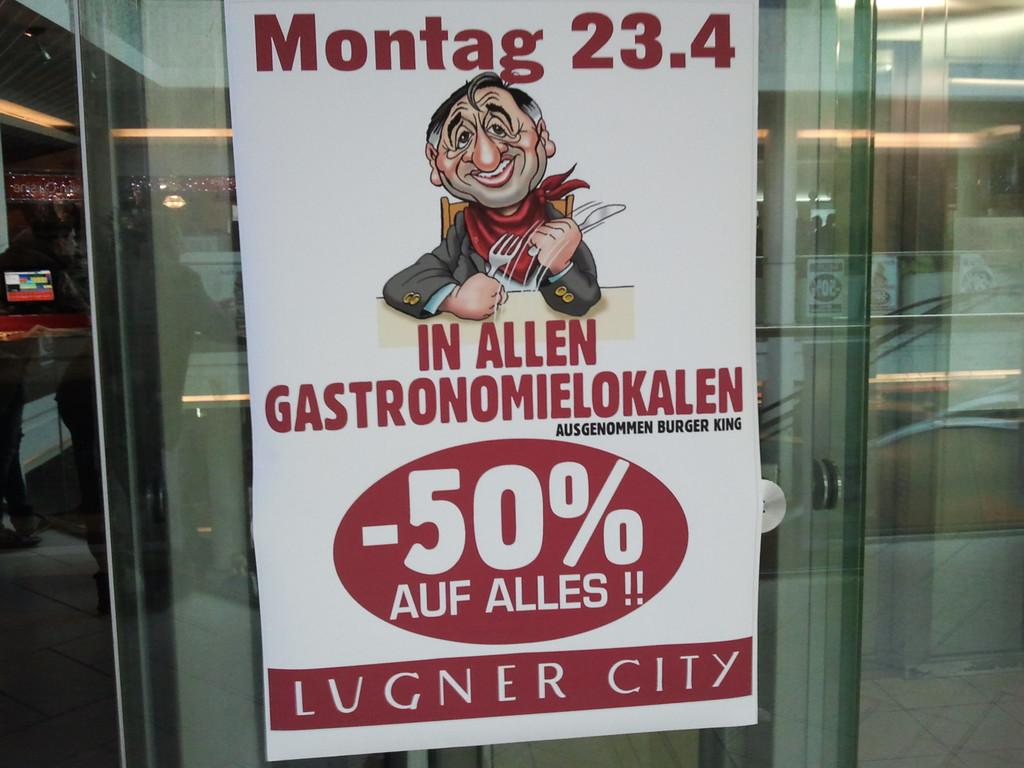 Montag 23.4
IN ALLEN
GASTRONOMIELOKALEN
AUSGENOMMEN BURGER KING
-50%
AUF ALLES !!
LUGNER CITY